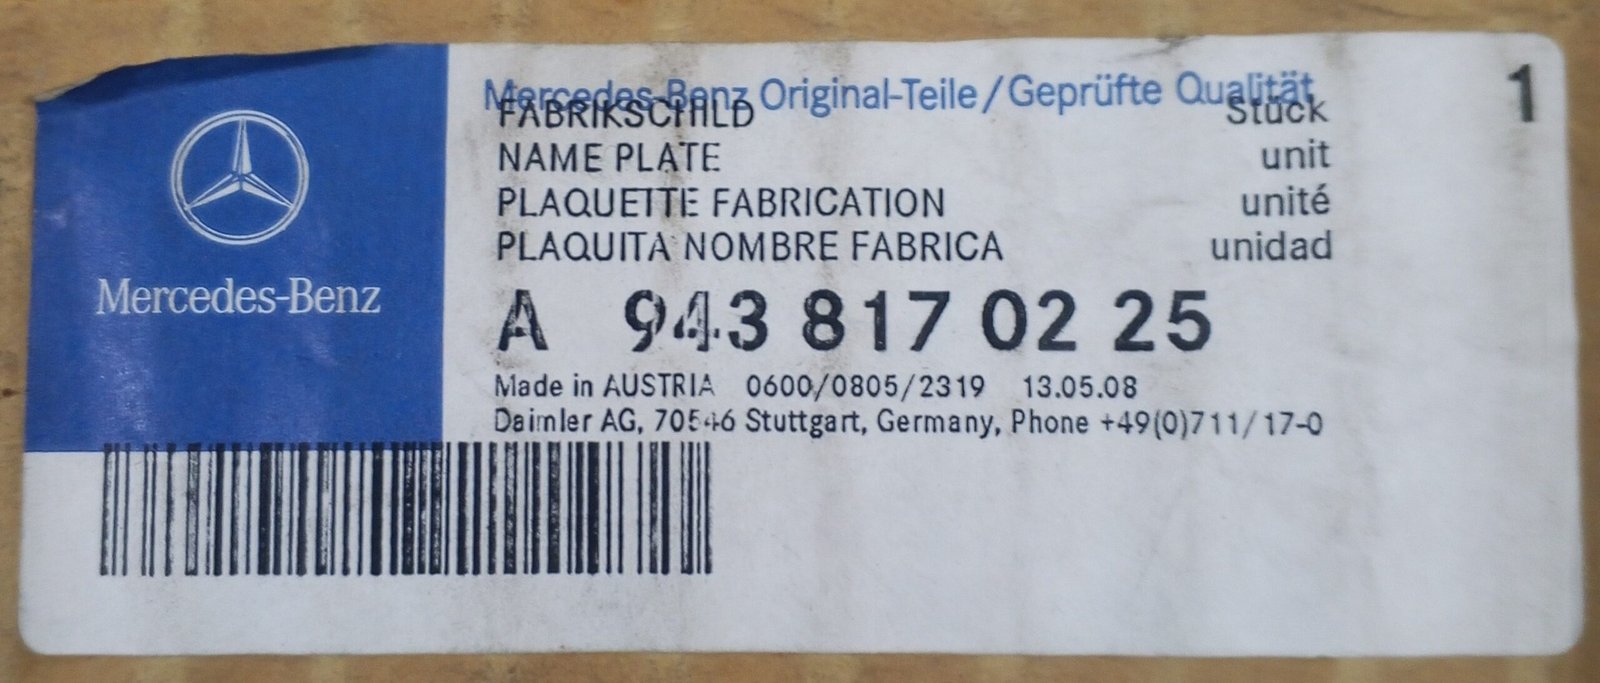 Mercedes-Benz Original-Teile/Geprüfte Qualität
FABRIKSCHILD Stück 1
NAME PLATE unit
PLAQUETTE FABRICATION unité
PLAQUITA NOMBRE FABRICA unidad
Mercedes-Benz
A 943 817 02 25
Made in AUSTRIA 0600/0805/2319 13.05.08
Daimler AG, 70546 Stuttgart, Germany, Phone +49(0)711/17-0